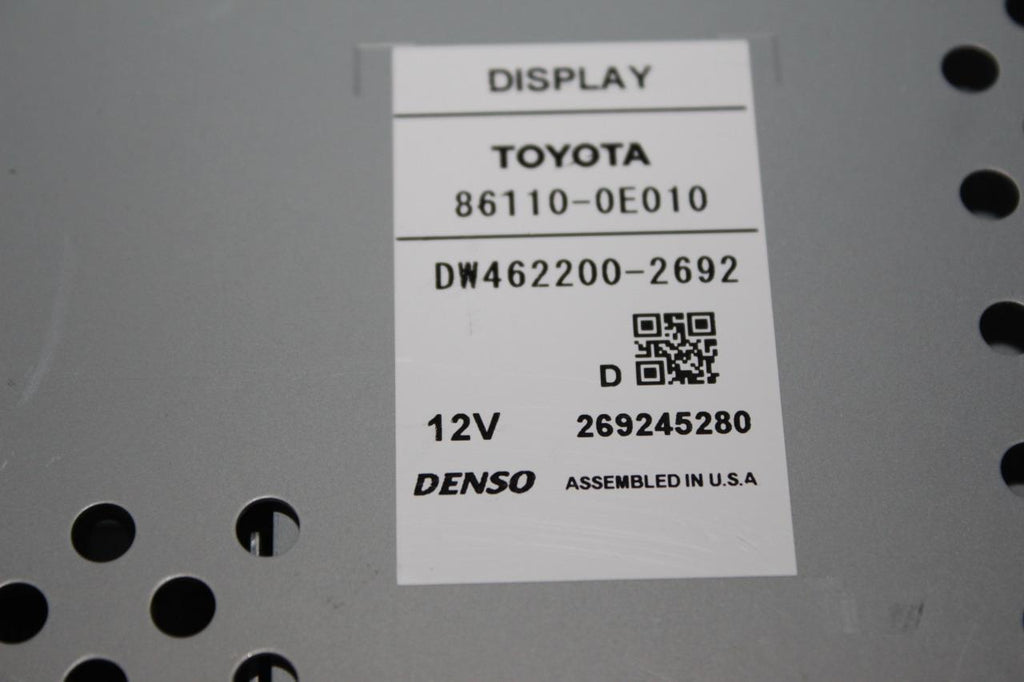 DISPLAY
TOYOTA
86110-0E010
DW462200-2692
D
12V 269245280
DENSO ASSEMBLED IN U.S.A